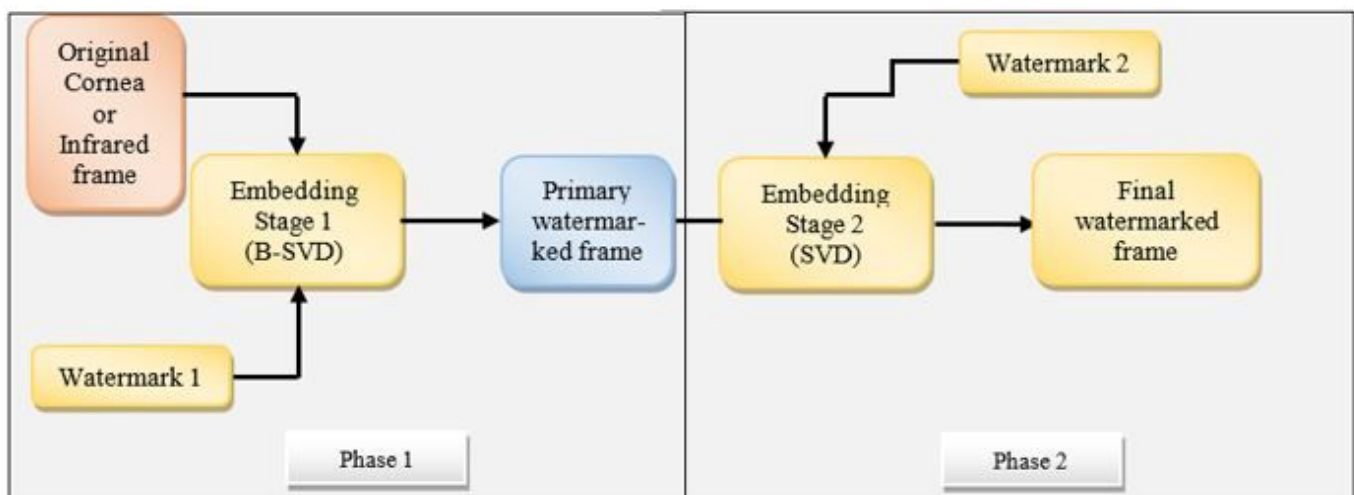 Original
Cornea
or
Infrared
frame
Watermark 1
Embedding
Stage 1
(B-SVD)
Primary
watermar-
ked frame
Phase 1
Watermark 2
Embedding
Stage 2
(SVD)
Final
watermarked
frame
Phase 2